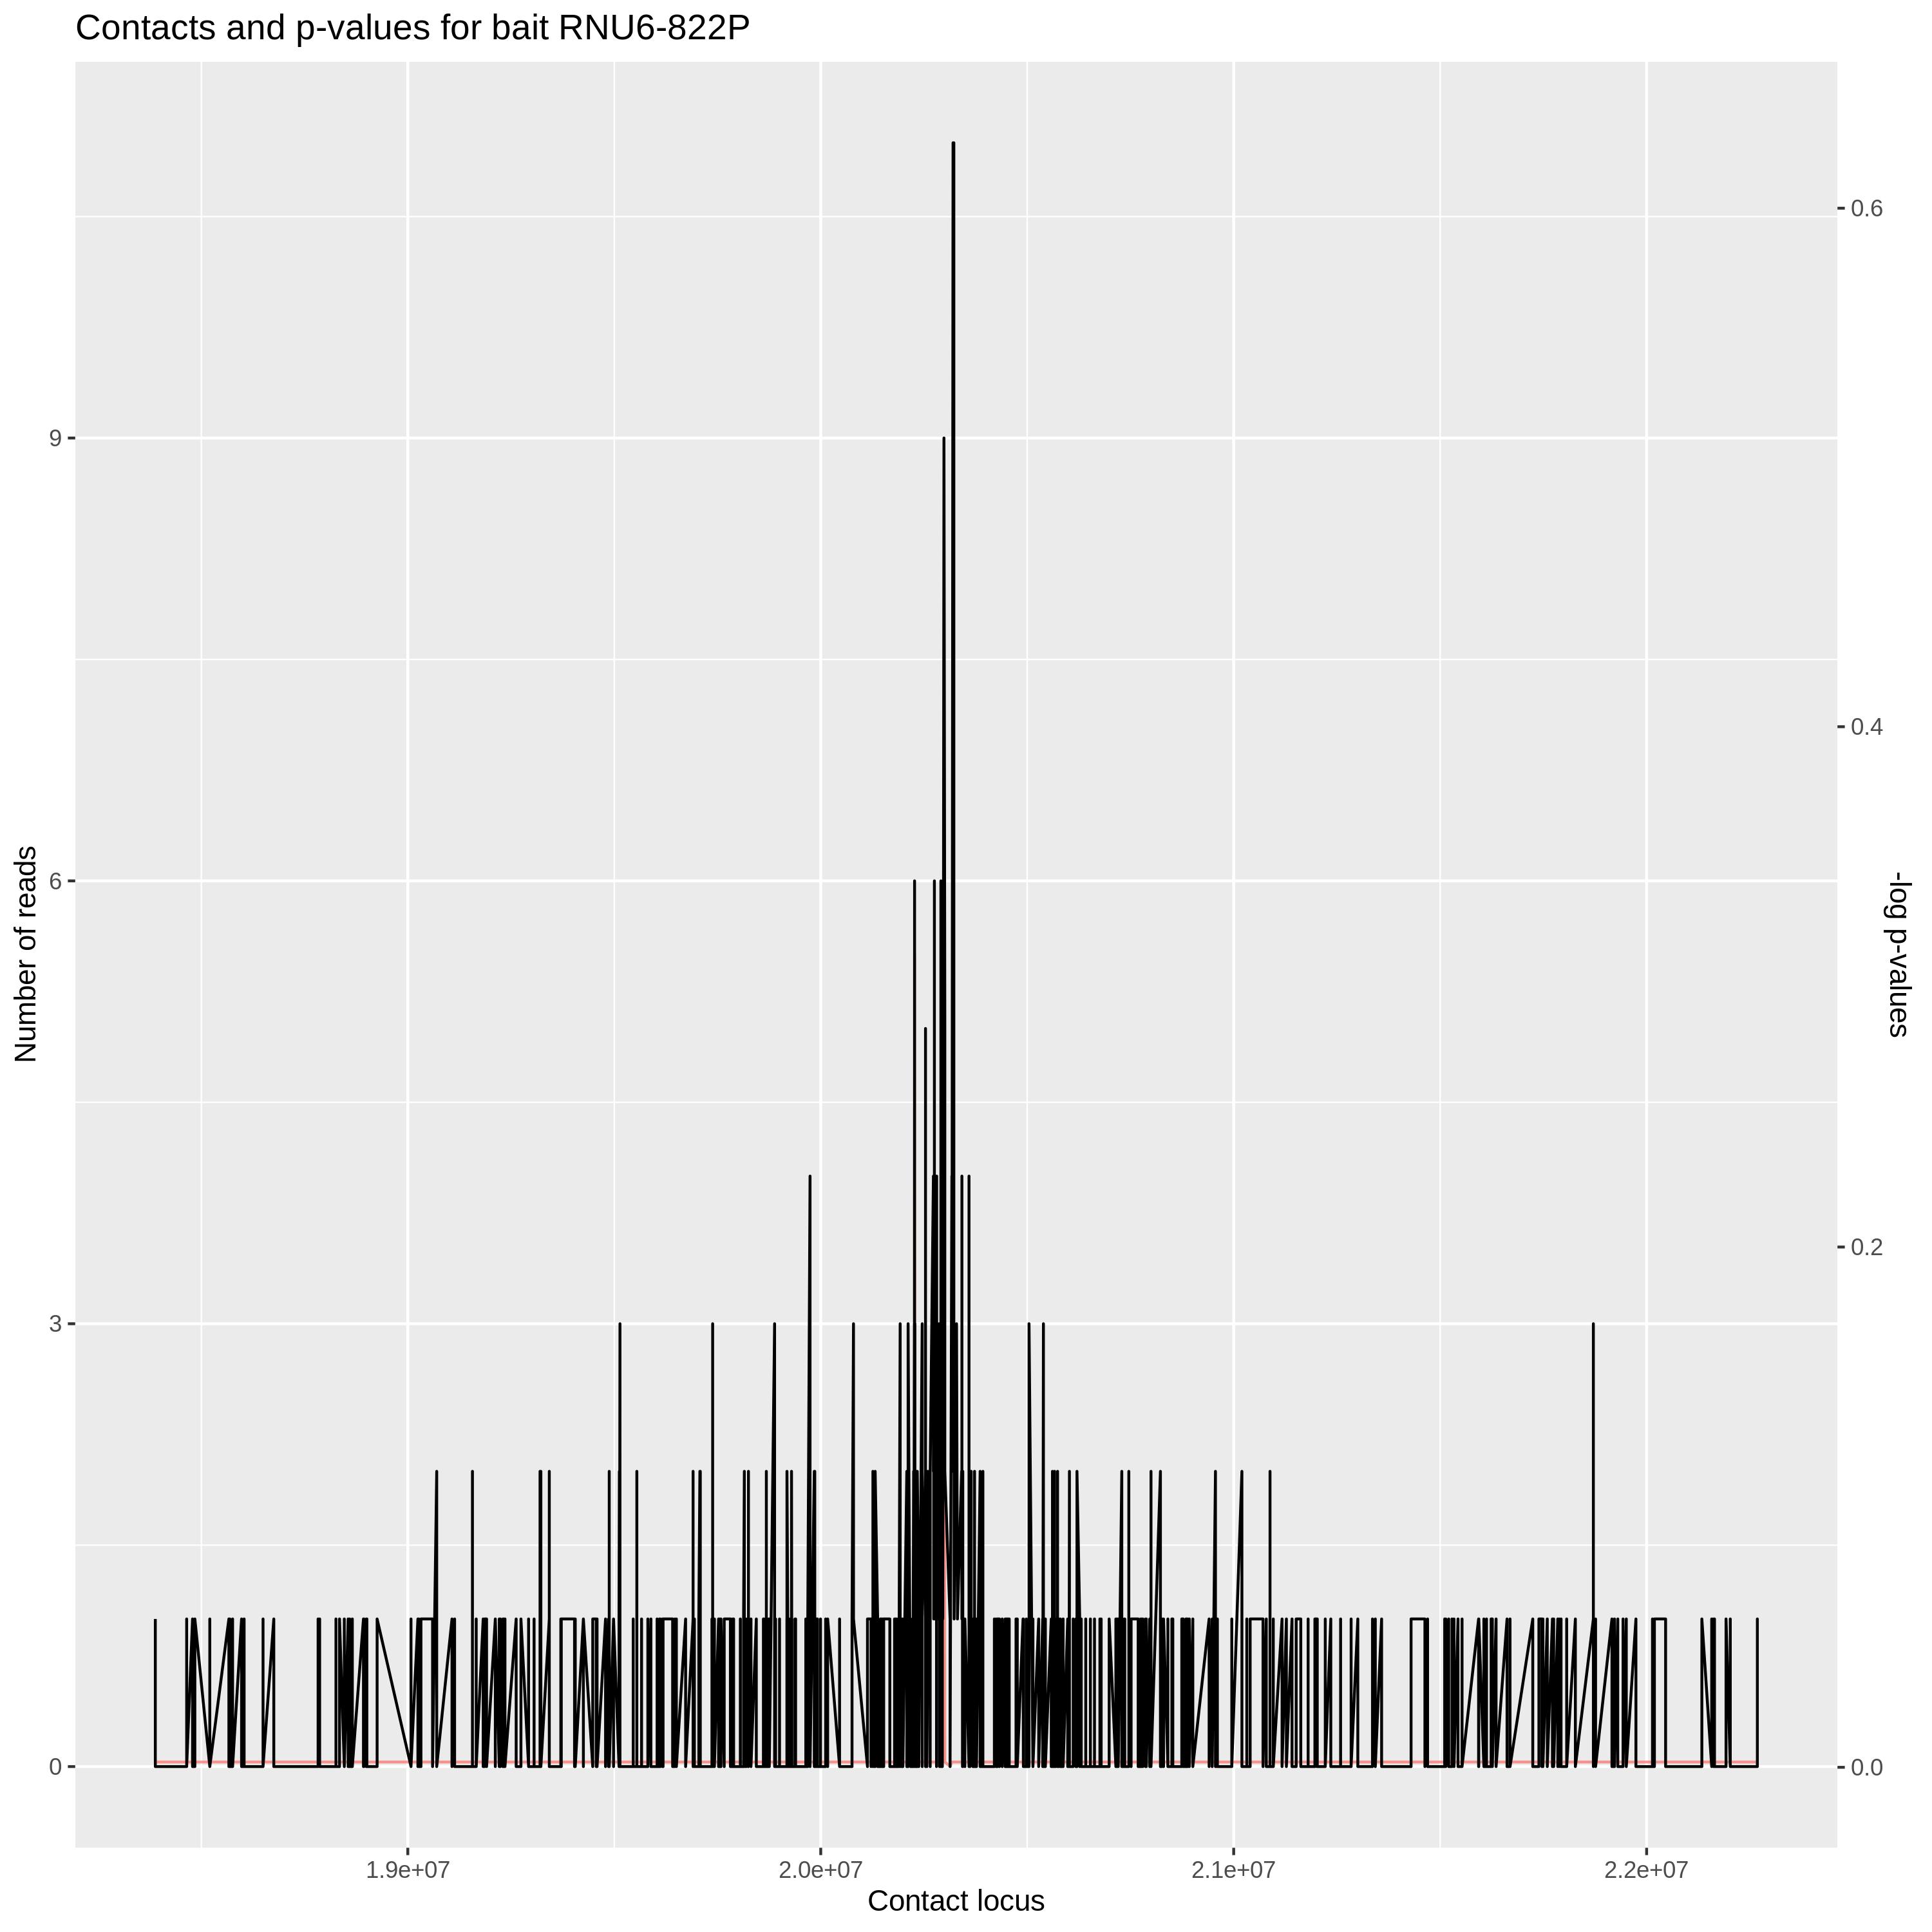 Contacts and p-values for bait RNU6-822P
Number of reads
9
6
3
0
0.6
0.4
0.2
0.0
-log p-values
1.9e+07
2.0e+07
2.1e+07
2.2e+07
Contact locus